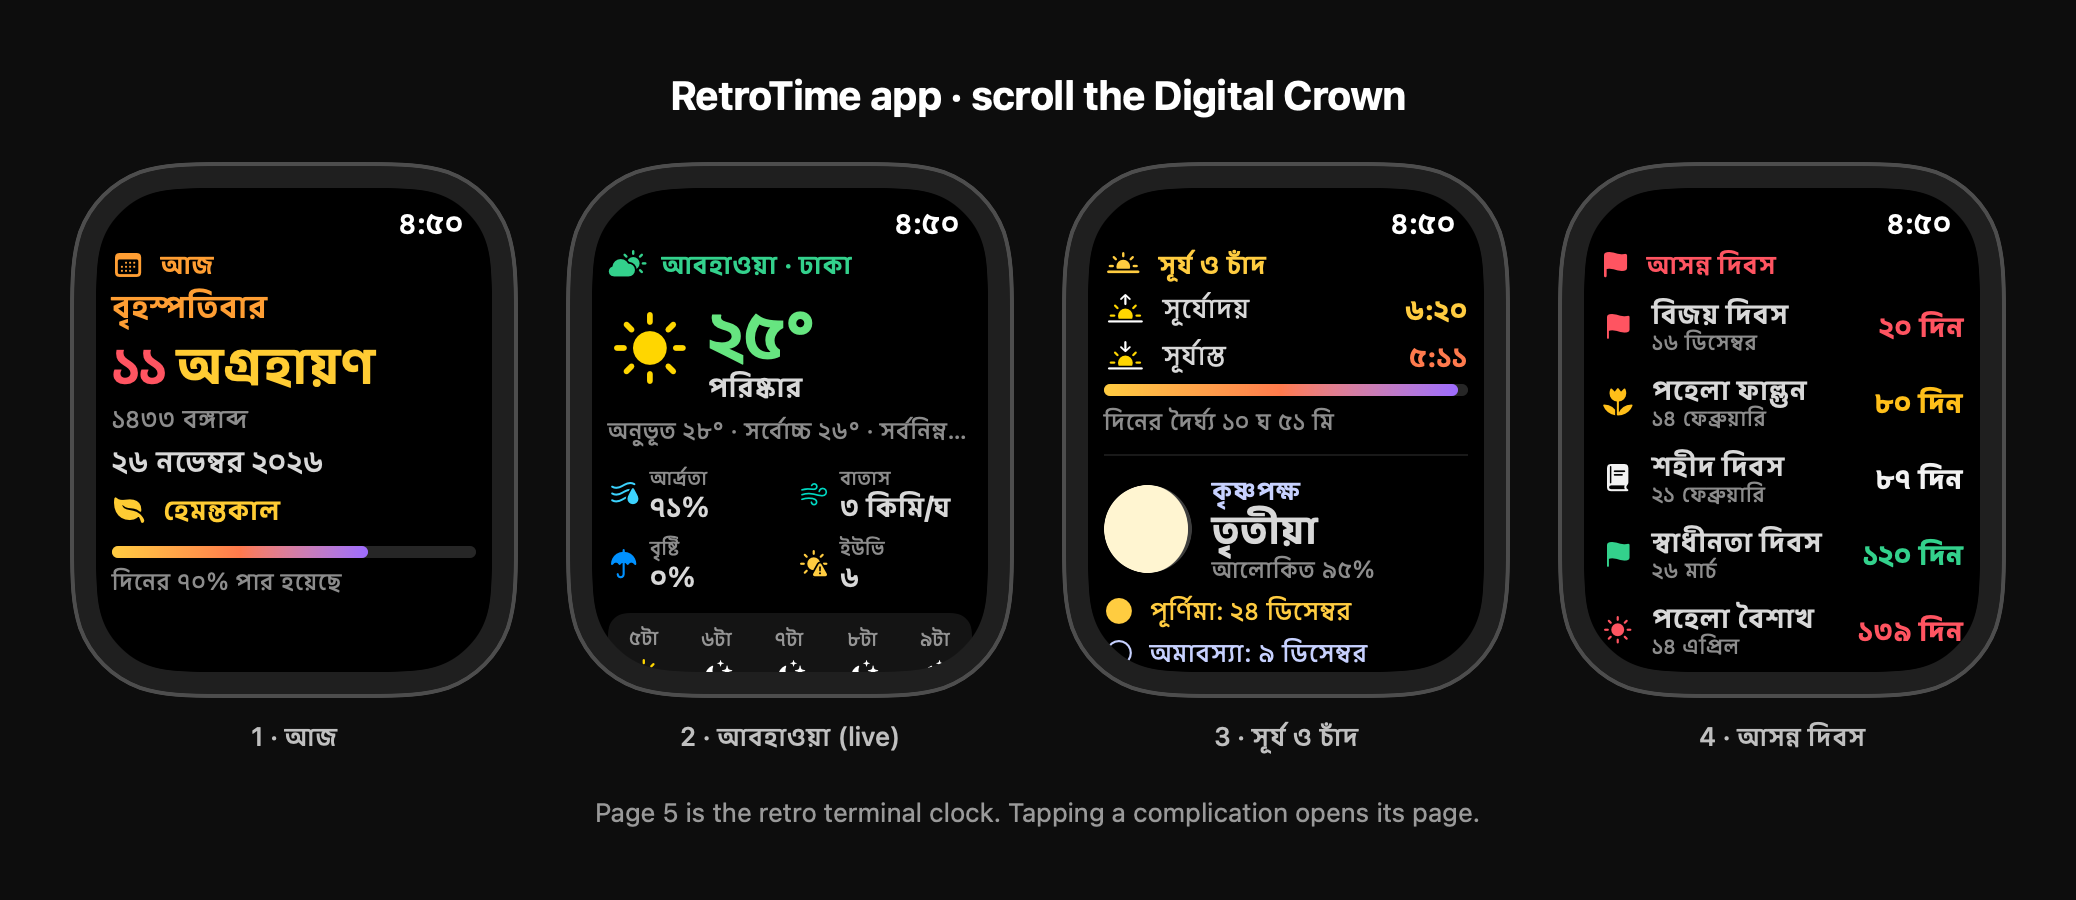 RetroTime app · scroll the Digital Crown
৪:৫০
আজ
বৃহস্পতিবার
১১ অগ্রহায়ণ
১৪৩৩ বঙ্গাব্দ
২৬ নভেম্বর ২০২৬
হেমন্তকাল
দিনের ৭০% পার হয়েছে
1 · আজ
৪:৫০
আবহাওয়া · ঢাকা
২৫°
পরিষ্কার
অনুভূত ২৮° · সর্বোচ্চ ২৬° · সর্বনিম্ন…
আর্দ্রতা বাতাস
৭১% ৩ কিমি/ঘ
বৃষ্টি ইউভি
০% ৬
৫টা ৬টা ৭টা ৮টা ৯টা
2 · আবহাওয়া (live)
৪:৫০
সূর্য ও চাঁদ
সূর্যোদয় ৬:২০
সূর্যাস্ত ৫:১১
দিনের দৈর্ঘ্য ১০ ঘ ৫১ মি
কৃষ্ণপক্ষ
তৃতীয়া
আলোকিত ৯৫%
পূর্ণিমা: ২৪ ডিসেম্বর
অমাবস্যা: ৯ ডিসেম্বর
3 · সূর্য ও চাঁদ
৪:৫০
আসন্ন দিবস
বিজয় দিবস ২০ দিন
১৬ ডিসেম্বর
পহেলা ফাল্গুন ৮০ দিন
১৪ ফেব্রুয়ারি
শহীদ দিবস ৮৭ দিন
২১ ফেব্রুয়ারি
স্বাধীনতা দিবস ১২০ দিন
২৬ মার্চ
পহেলা বৈশাখ ১৩৯ দিন
১৪ এপ্রিল
4 · আসন্ন দিবস
Page 5 is the retro terminal clock. Tapping a complication opens its page.